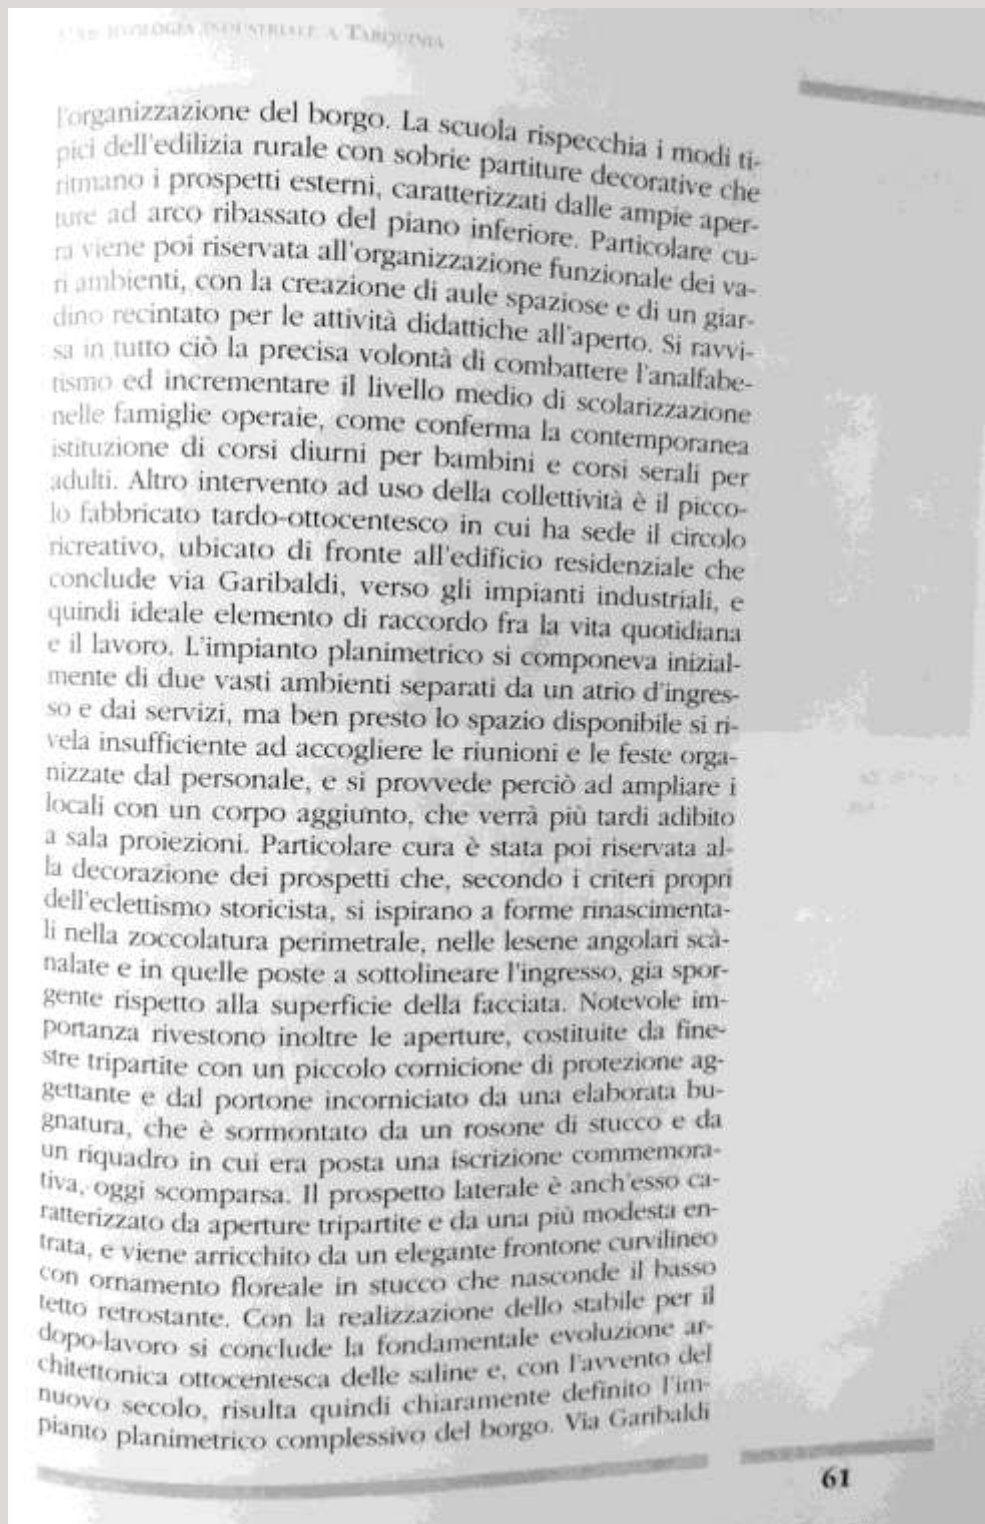 L'ARCHEOLOGIA INDUSTRIALE A TARQUINIA
l'organizzazione del borgo. La scuola rispecchia i modi ti-
pici dell'edilizia rurale con sobrie partiture decorative che
ritmano i prospetti esterni, caratterizzati dalle ampie aper-
ture ad arco ribassato del piano inferiore. Particolare cu-
ra viene poi riservata all'organizzazione funzionale dei va-
ri ambienti, con la creazione di aule spaziose e di un giar-
dino recintato per le attività didattiche all'aperto. Si ravvi-
sa in tutto ciò la precisa volontà di combattere l'analfabe-
tismo ed incrementare il livello medio di scolarizzazione
nelle famiglie operaie, come conferma la contemporanea
istituzione di corsi diurni per bambini e corsi serali per
adulti. Altro intervento ad uso della collettività è il picco-
lo fabbricato tardo-ottocentesco in cui ha sede il circolo
ricreativo, ubicato di fronte all'edificio residenziale che
conclude via Garibaldi, verso gli impianti industriali, e
quindi ideale elemento di raccordo fra la vita quotidiana
e il lavoro. L'impianto planimetrico si componeva inizial-
mente di due vasti ambienti separati da un atrio d'ingres-
so e dai servizi, ma ben presto lo spazio disponibile si ri-
vela insufficiente ad accogliere le riunioni e le feste orga-
nizzate dal personale, e si provvede perciò ad ampliare i
locali con un corpo aggiunto, che verrà più tardi adibito
a sala proiezioni. Particolare cura è stata poi riservata al-
la decorazione dei prospetti che, secondo i criteri propri
dell'eclettismo storicista, si ispirano a forme rinascimenta-
li nella zoccolatura perimetrale, nelle lesene angolari sca-
nalate e in quelle poste a sottolineare l'ingresso, gia spor-
gente rispetto alla superficie della facciata. Notevole im-
portanza rivestono inoltre le aperture, costituite da fine-
stre tripartite con un piccolo cornicione di protezione ag-
gettante e dal portone incorniciato da una elaborata bu-
gnatura, che è sormontato da un rosone di stucco e da
un riquadro in cui era posta una iscrizione commemora-
tiva, oggi scomparsa. Il prospetto laterale è anch'esso ca-
ratterizzato da aperture tripartite e da una più modesta en-
trata, e viene arricchito da un elegante frontone curvilineo
con ornamento floreale in stucco che nasconde il basso
tetto retrostante. Con la realizzazione dello stabile per il
dopo-lavoro si conclude la fondamentale evoluzione ar-
chitettonica ottocentesca delle saline e, con l'avvento del
nuovo secolo, risulta quindi chiaramente definito l'im-
pianto planimetrico complessivo del borgo. Via Garibaldi
61